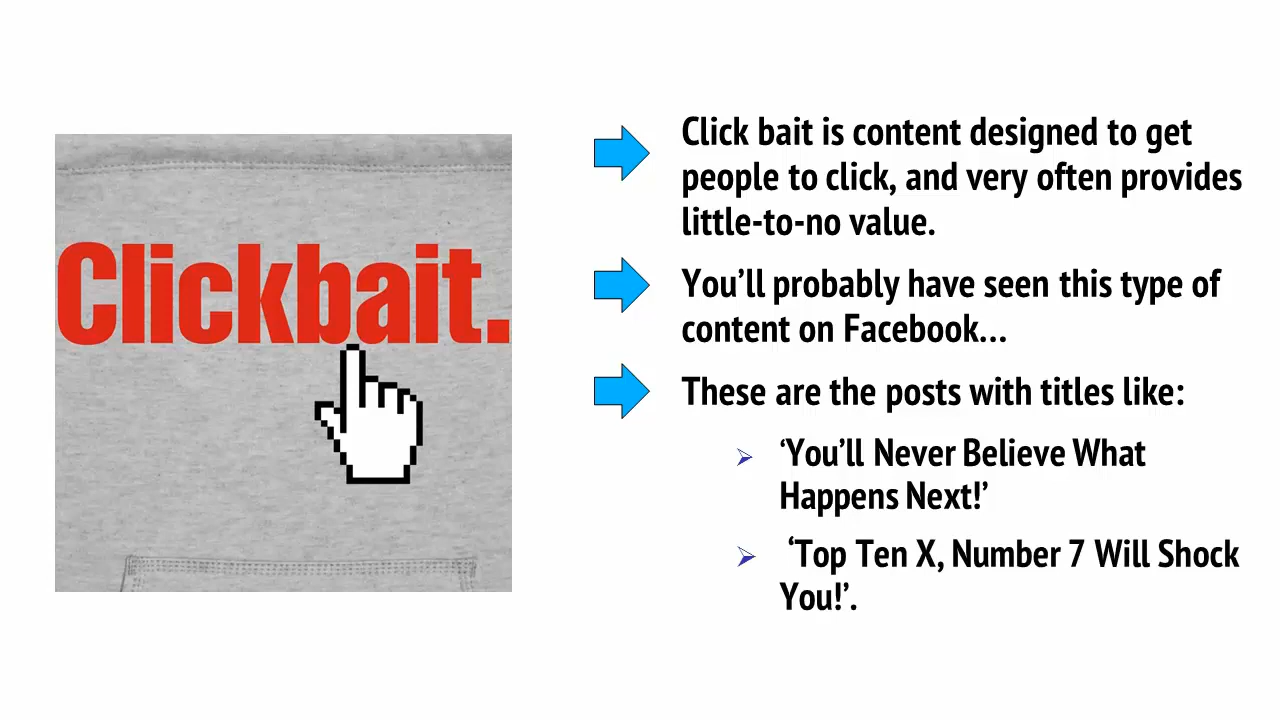 Clickbait.
Click bait is content designed to get
people to click, and very often provides
little-to-no value.
You’ll probably have seen this type of
content on Facebook...
These are the posts with titles like:
‘You’ll Never Believe What
Happens Next!’
‘Top Ten X, Number 7 Will Shock
You!’.